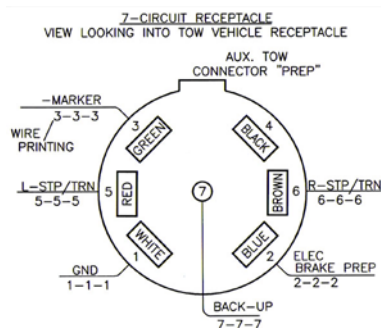 7-CIRCUIT RECEPTACLE
VIEW LOOKING INTO TOW VEHICLE RECEPTACLE
AUX. TOW
CONNECTOR "PREP"
-MARKER
3-3-3
WIRE
PRINTING
3
GREEN
4
BLACK
L-STP/TRN
5-5-5
5
RED
7
BROWN
6
R-STP/TRN
6-6-6
WHITE
1
BLUE
2
GND
1-1-1
ELEC
BRAKE PREP
2-2-2
BACK-UP
7-7-7